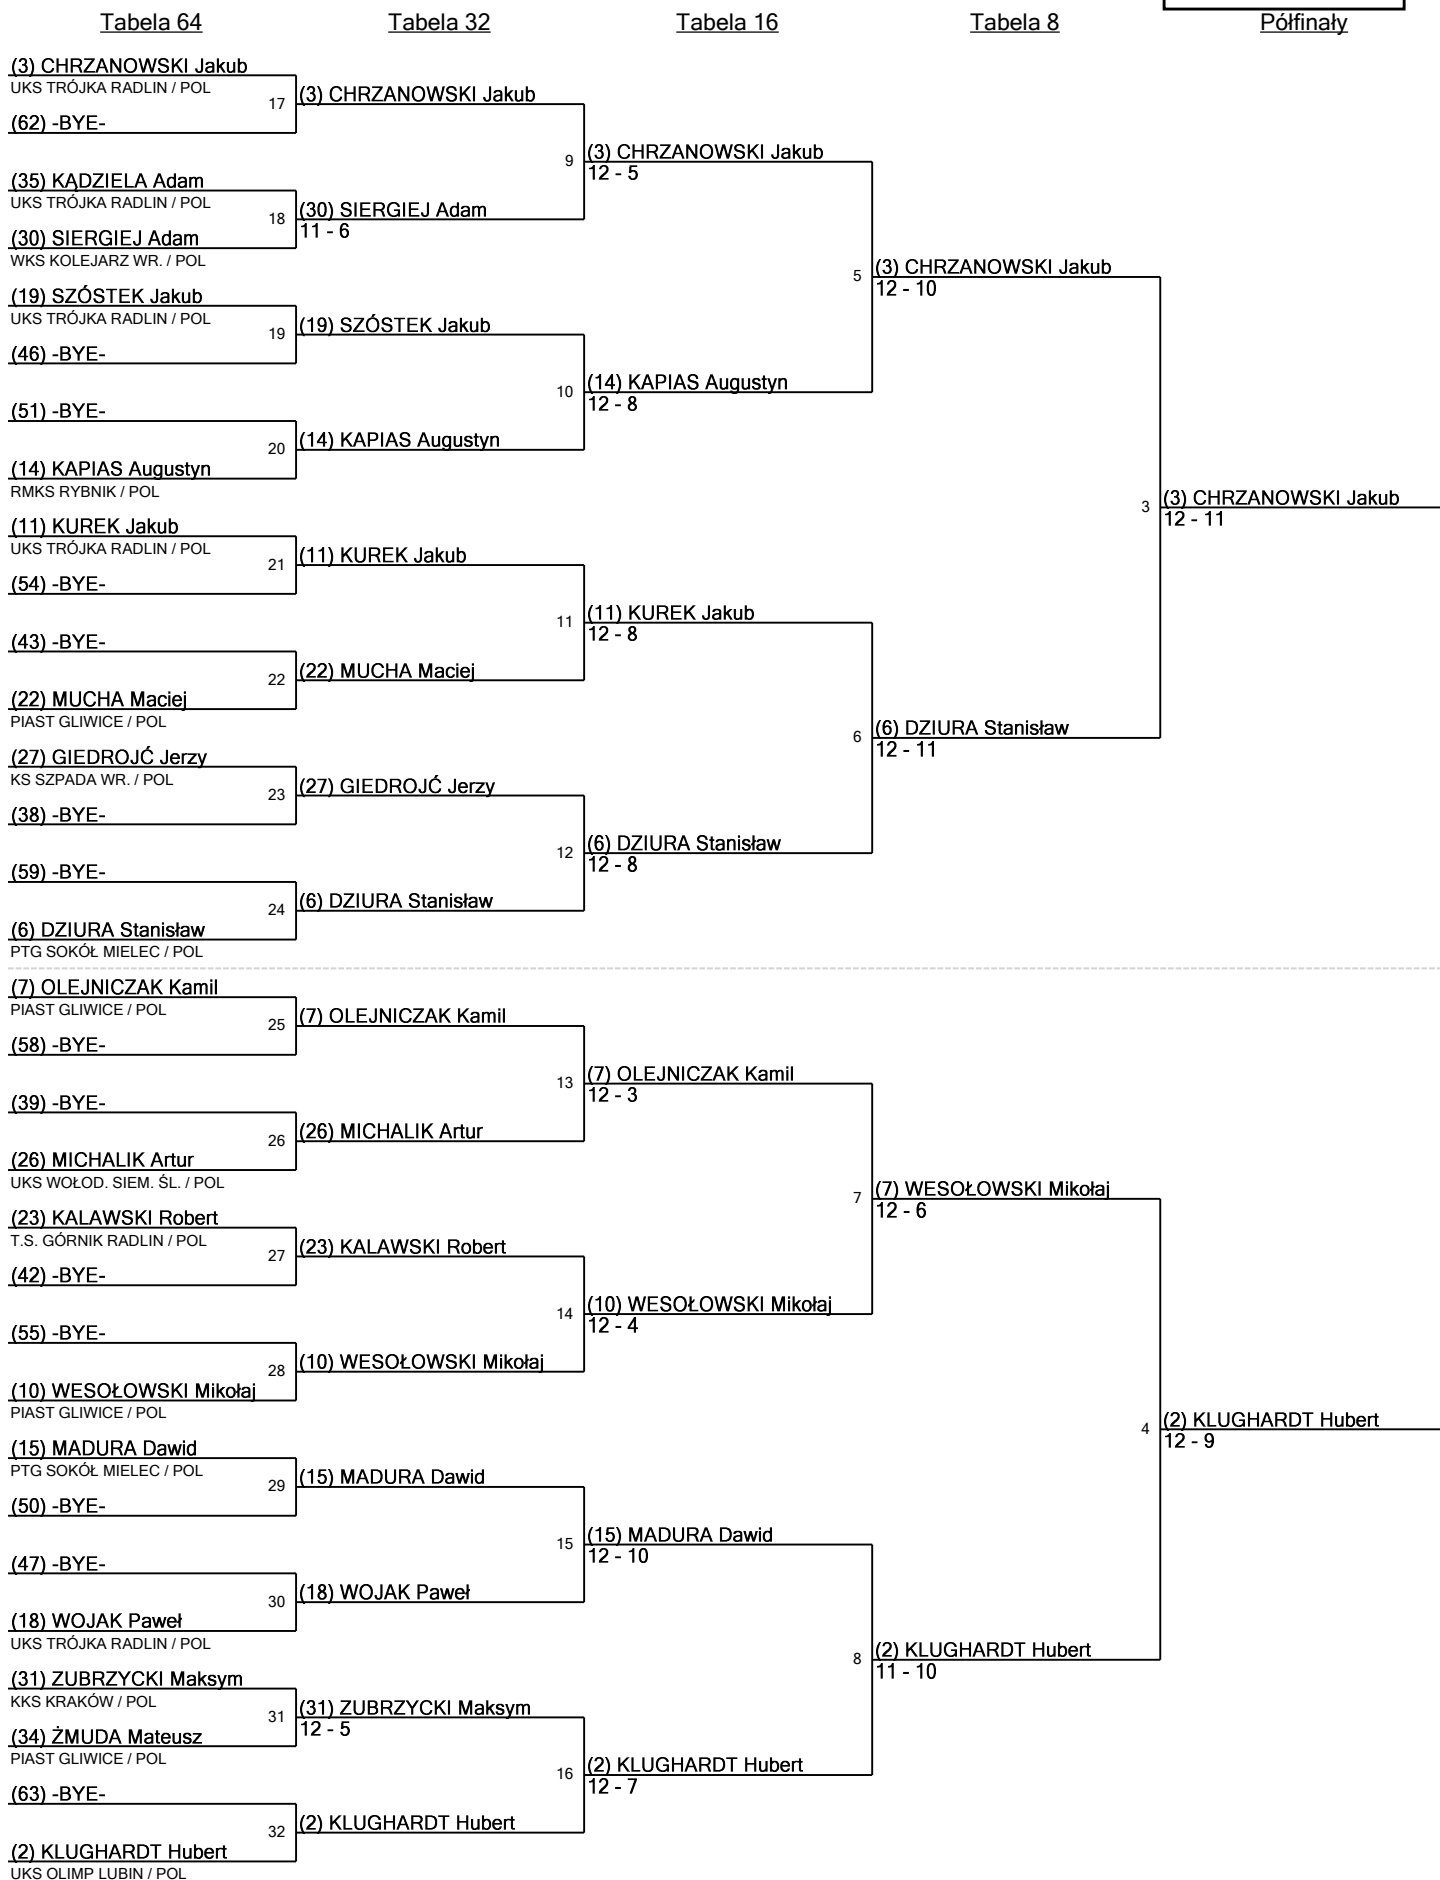 Tabela 64
Tabela 32
Tabela 16
Tabela 8
Półfinały
(3) CHRZANOWSKI Jakub
UKS TRÓJKA RADLIN / POL
17
(62) -BYE-
(3) CHRZANOWSKI Jakub
9
(3) CHRZANOWSKI Jakub
12 - 5
(35) KĄDZIELA Adam
UKS TRÓJKA RADLIN / POL
18
(30) SIERGIEJ Adam
WKS KOLEJARZ WR. / POL
(30) SIERGIEJ Adam
11 - 6
5
(3) CHRZANOWSKI Jakub
12 - 10
(19) SZÓSTEK Jakub
UKS TRÓJKA RADLIN / POL
19
(46) -BYE-
(19) SZÓSTEK Jakub
10
(14) KAPIAS Augustyn
12 - 8
(51) -BYE-
20
(14) KAPIAS Augustyn
RMKS RYBNIK / POL
(14) KAPIAS Augustyn
3
(3) CHRZANOWSKI Jakub
12 - 11
(11) KUREK Jakub
UKS TRÓJKA RADLIN / POL
21
(54) -BYE-
(11) KUREK Jakub
11
(11) KUREK Jakub
12 - 8
(43) -BYE-
22
(22) MUCHA Maciej
PIAST GLIWICE / POL
(22) MUCHA Maciej
6
(6) DZIURA Stanisław
12 - 11
(27) GIEDROJĆ Jerzy
KS SZPADA WR. / POL
23
(38) -BYE-
(27) GIEDROJĆ Jerzy
12
(6) DZIURA Stanisław
12 - 8
(59) -BYE-
24
(6) DZIURA Stanisław
PTG SOKÓŁ MIELEC / POL
(6) DZIURA Stanisław
(7) OLEJNICZAK Kamil
PIAST GLIWICE / POL
25
(58) -BYE-
(7) OLEJNICZAK Kamil
13
(7) OLEJNICZAK Kamil
12 - 3
(39) -BYE-
26
(26) MICHALIK Artur
UKS WOŁOD. SIEM. ŚL. / POL
(26) MICHALIK Artur
7
(7) WESOŁOWSKI Mikołaj
12 - 6
(23) KALAWSKI Robert
T.S. GÓRNIK RADLIN / POL
27
(42) -BYE-
(23) KALAWSKI Robert
14
(10) WESOŁOWSKI Mikołaj
12 - 4
(55) -BYE-
28
(10) WESOŁOWSKI Mikołaj
PIAST GLIWICE / POL
(10) WESOŁOWSKI Mikołaj
4
(2) KLUGHARDT Hubert
12 - 9
(15) MADURA Dawid
PTG SOKÓŁ MIELEC / POL
29
(50) -BYE-
(15) MADURA Dawid
15
(15) MADURA Dawid
12 - 10
(47) -BYE-
30
(18) WOJAK Paweł
UKS TRÓJKA RADLIN / POL
(18) WOJAK Paweł
8
(2) KLUGHARDT Hubert
11 - 10
(31) ZUBRZYCKI Maksym
KKS KRAKÓW / POL
31
(34) ŻMUDA Mateusz
PIAST GLIWICE / POL
(31) ZUBRZYCKI Maksym
12 - 5
16
(2) KLUGHARDT Hubert
12 - 7
(63) -BYE-
32
(2) KLUGHARDT Hubert
UKS OLIMP LUBIN / POL
(2) KLUGHARDT Hubert